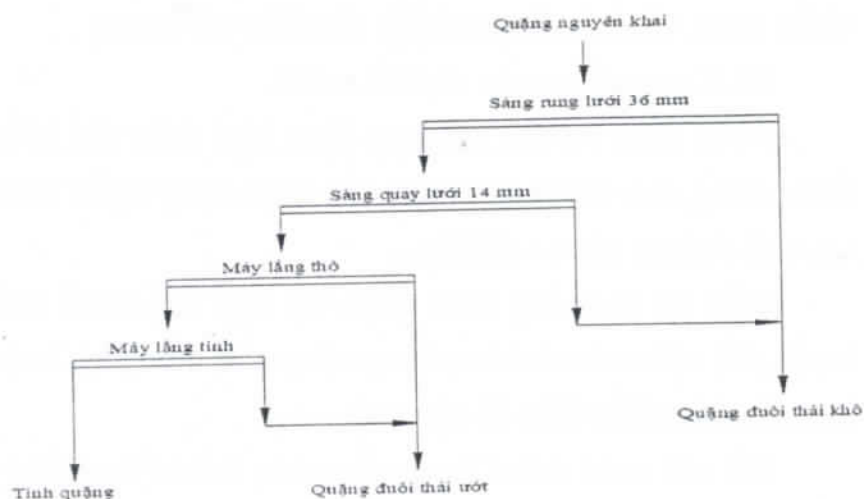 Quặng nguyên khai
Sàng rung lưới 36 mm
Sàng quay lưới 14 mm
Máy lắng thô
Máy lắng tinh
Quặng đuôi thải khô
Tinh quặng
Quặng đuôi thải ướt